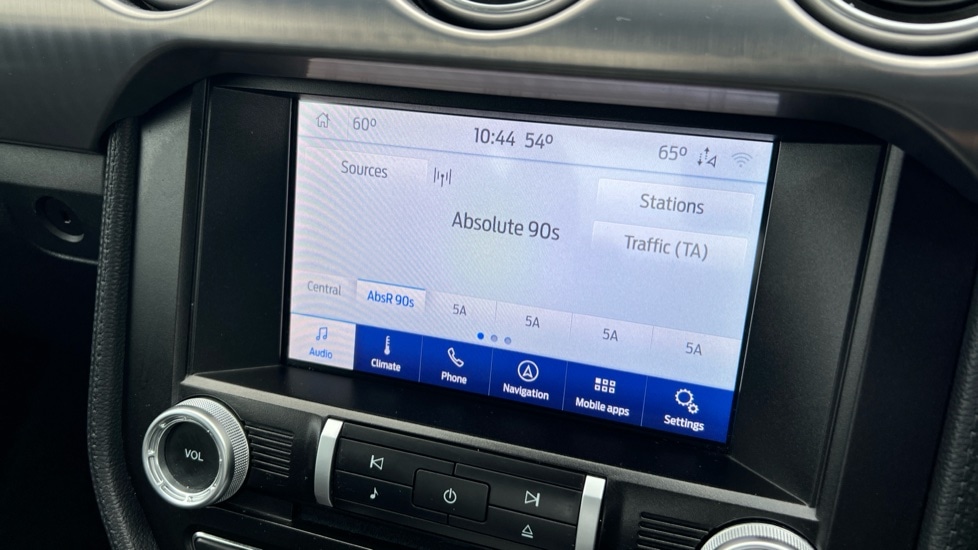 60° 10:44 54° 65°
Sources
Stations
Absolute 90s
Traffic (TA)
Central AbsR 90s 5A 5A 5A 5A
Audio Climate Phone Navigation Mobile apps Settings
VOL